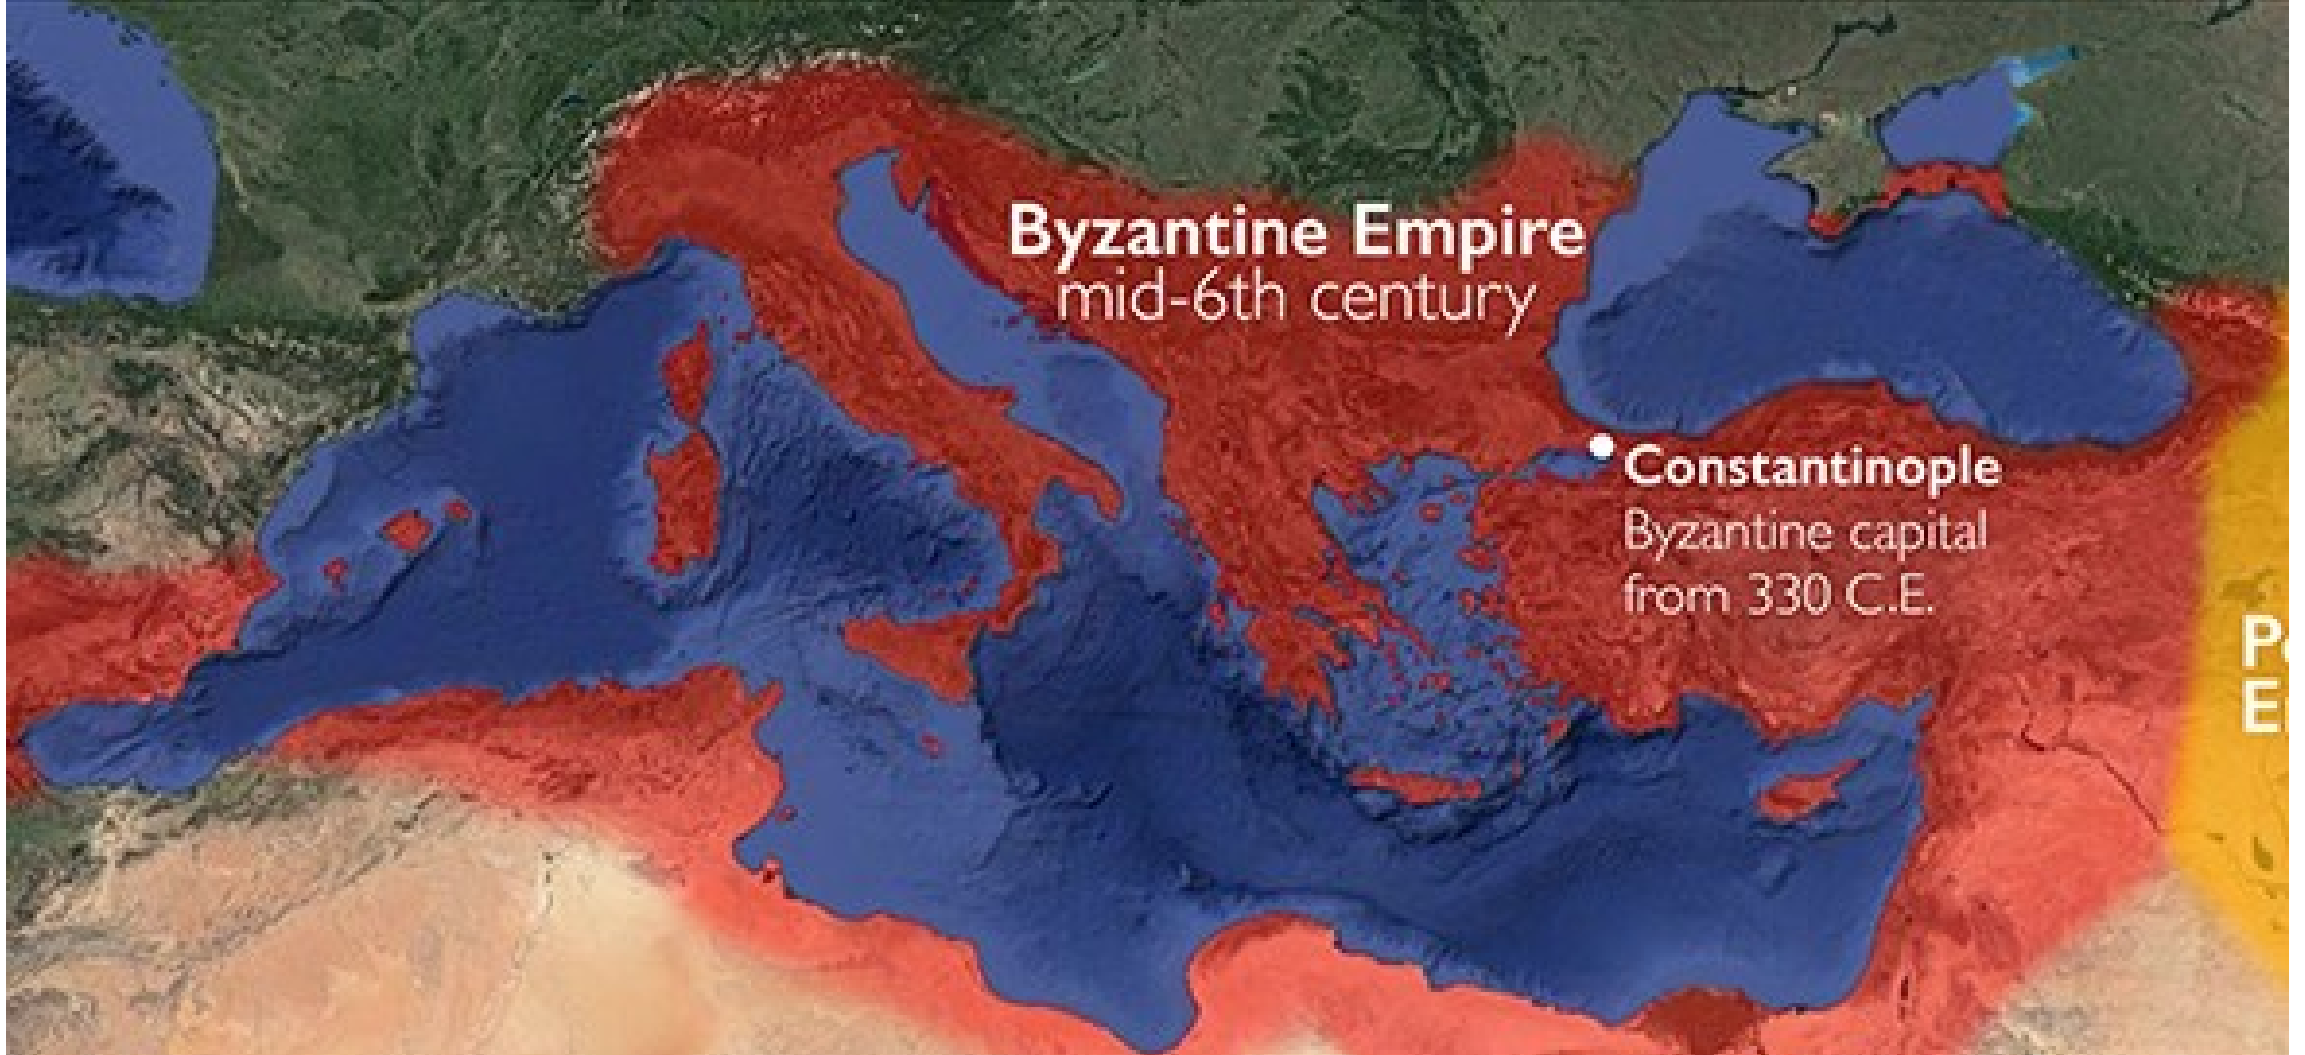 Byzantine Empire
mid-6th century
Constantinople
Byzantine capital
from 330 C.E.